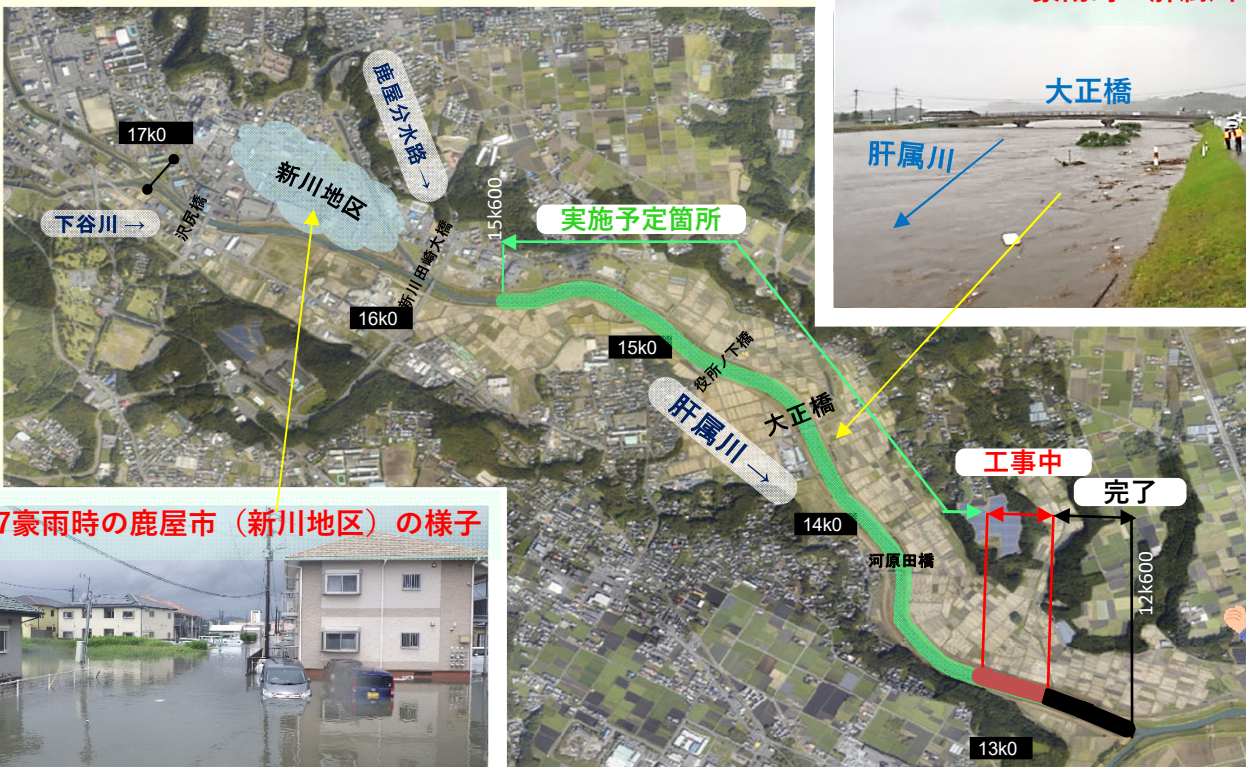 大正橋
肝属川
17k0
新川地区
鹿屋分水路→
下谷川→
沢尻橋
新川田崎大橋
15k600
実施予定箇所
16k0
15k0
役所ノ下橋
大正橋
肝属川→
工事中
完了
14k0
河原田橋
12k600
13k0
7豪雨時の鹿屋市（新川地区）の様子